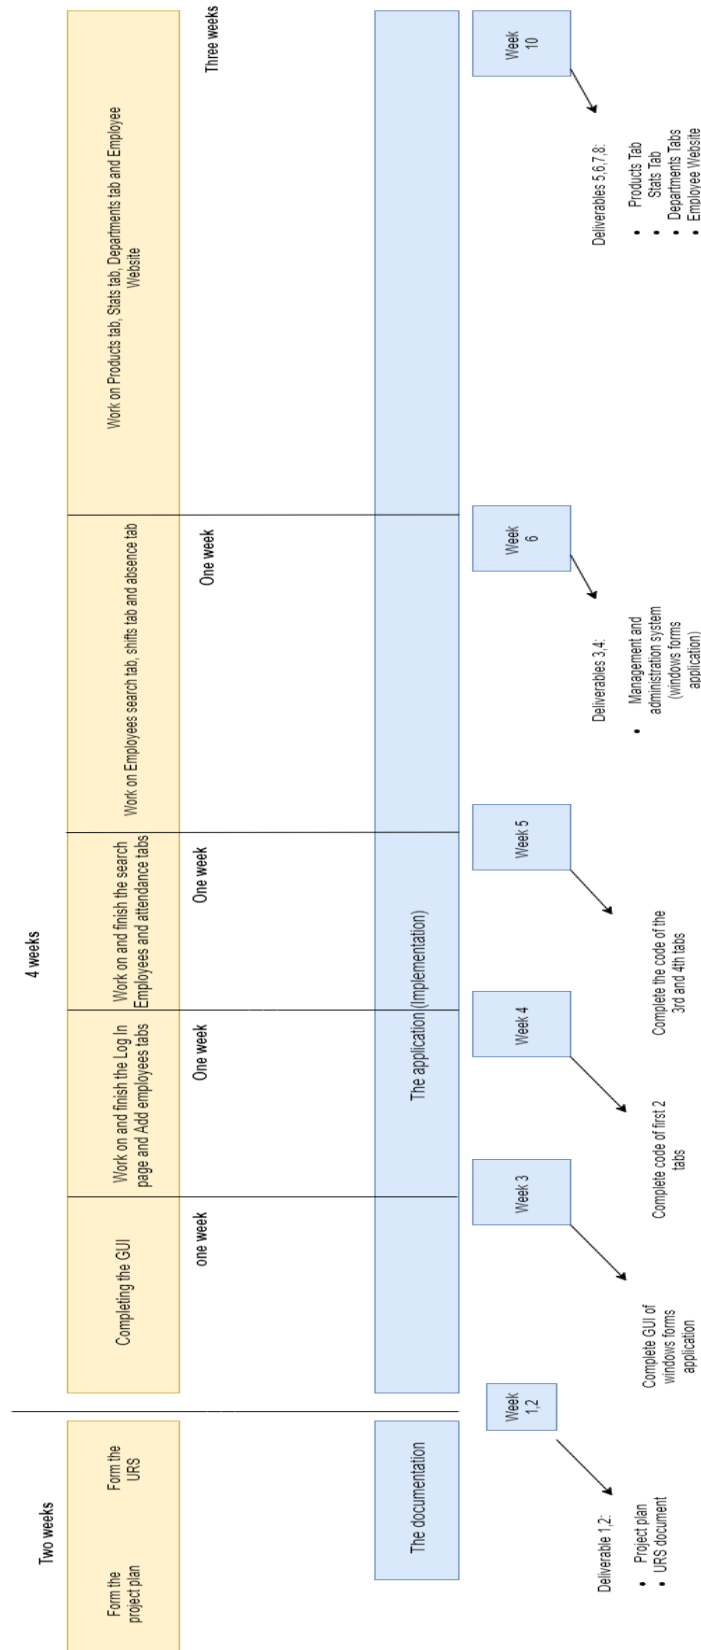 Two weeks
4 weeks
Form the
project plan
Form the
URS
Completing the GUI
Work on and finish the Log In
page and Add employees tabs
Work on and finish the search
Employees and attendance tabs
Work on Employees search tab, shifts tab and absence tab
Work on Products tab, Stats tab, Departments tab and Employee
Website
one week
One week
One week
One week
Three weeks
The documentation
The application (Implementation)
Week
1,2
Week 3
Week 4
Week 5
Week
6
Week
10
Deliverable 1,2:
• Project plan
• URS document
Complete GUI of
windows forms
application
Complete code of first 2
tabs
Complete the code of the
3rd and 4th tabs
Deliverables 3,4:
• Management and
administration system
(windows forms
application)
Deliverables 5,6,7,8:
• Products Tab
• Stats Tab
• Departments Tabs
• Employee Website